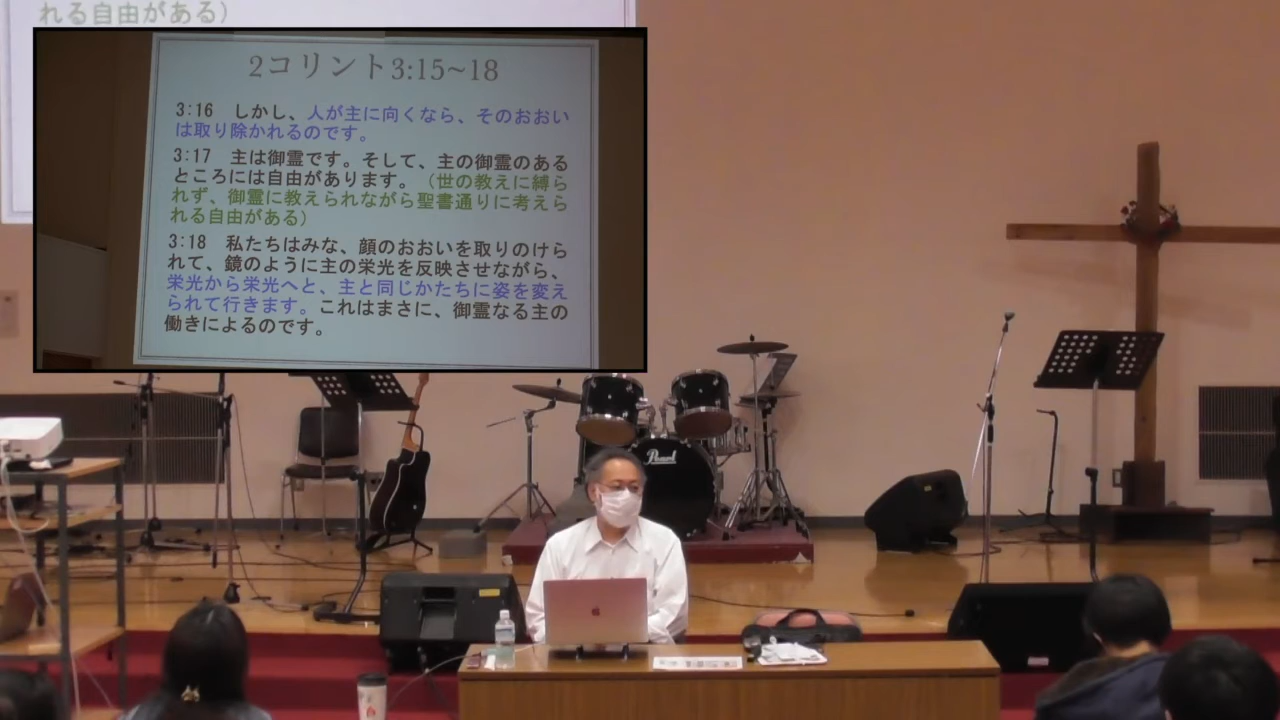 れる自由がある)
2コリント3:15~18
3:16 しかし、人が主に向くなら、そのおおい
は取り除かれるのです。
3:17 主は御霊です。そして、主の御霊のある
ところには自由があります。(世の教えに縛ら
れず、御霊に教えられながら聖書通りに考えら
れる自由がある)
3:18 私たちはみな、顔のおおいを取りのけら
れて、鏡のように主の栄光を反映させながら、
栄光から栄光へと、主と同じかたちに姿を変え
られて行きます。これはまさに、御霊なる主の
働きによるのです。
Pearl